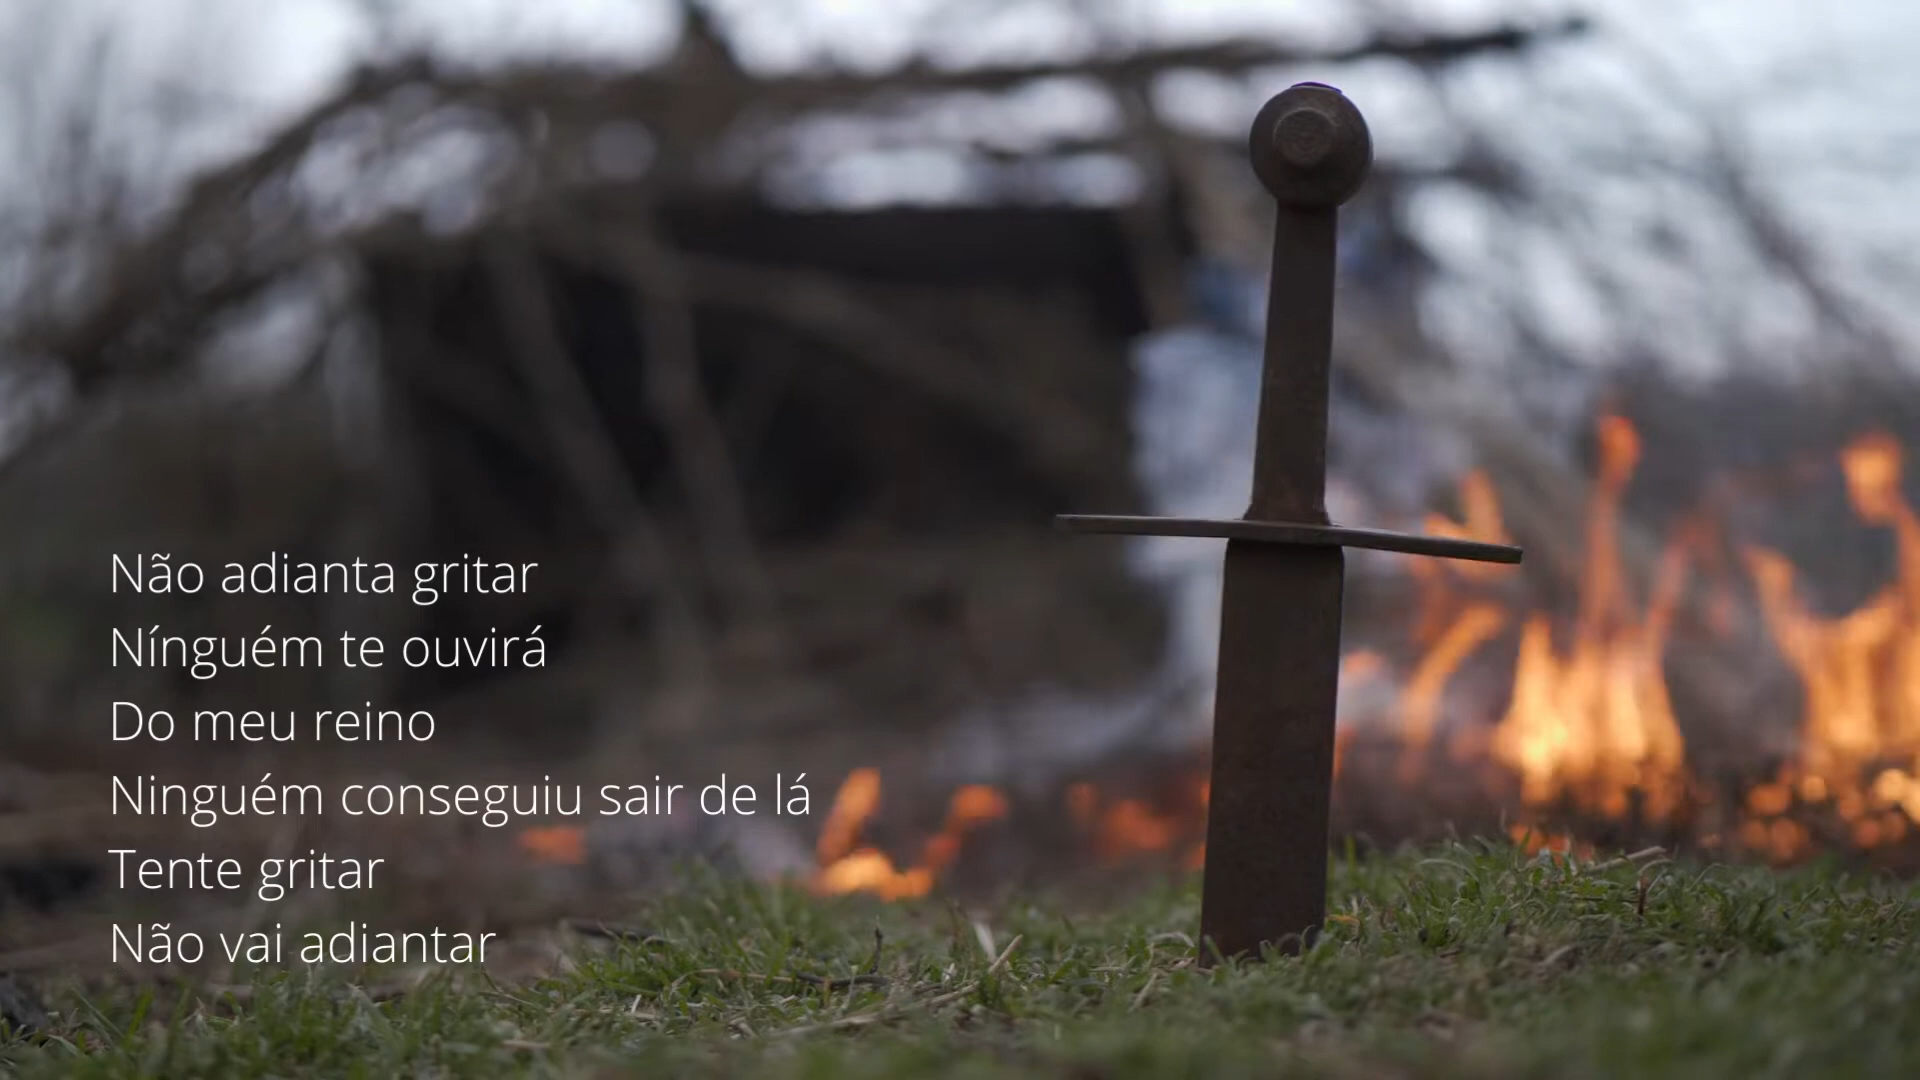 Não adianta gritar
Nínguém te ouvirá
Do meu reino
Ninguém conseguiu sair de lá
Tente gritar
Não vai adiantar